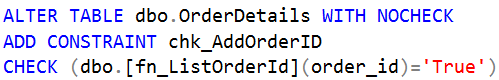 ALTER TABLE dbo.OrderDetails WITH NOCHECK
ADD CONSTRAINT chk_AddOrderID
CHECK (dbo.[fn_ListOrderId](order_id)='True')